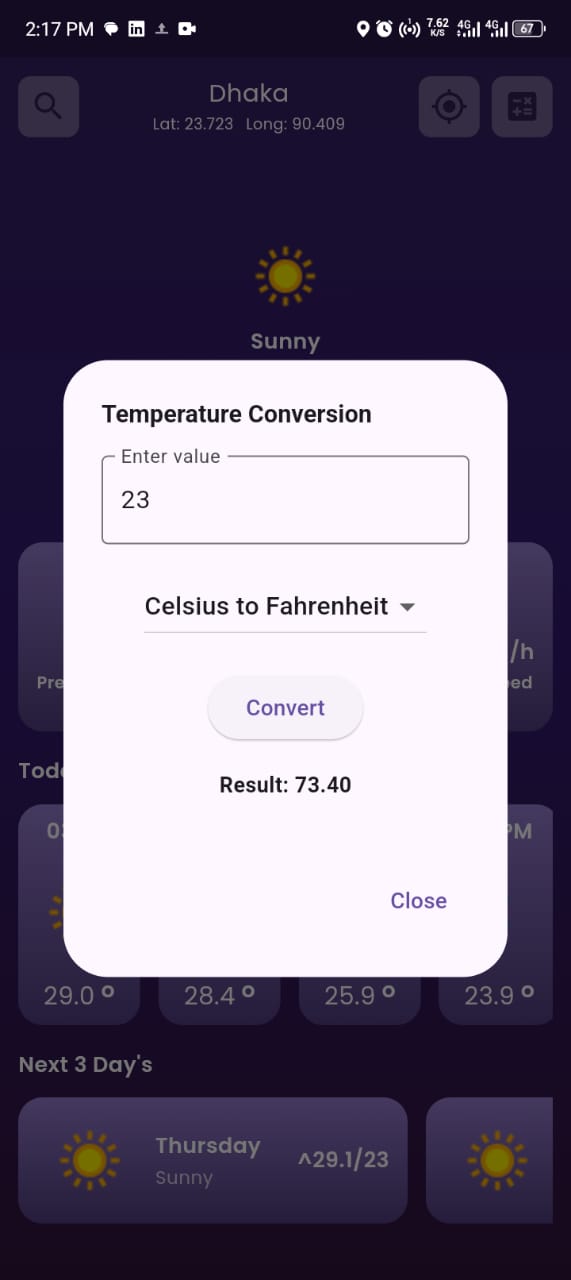 2:17 PM
7.62 K/S 4G 4G 67
Dhaka
Lat: 23.723 Long: 90.409
Sunny
Temperature Conversion
Enter value
23
Celsius to Fahrenheit
/h
Pre
eed
Convert
Tod
Result: 73.40
03
PM
Close
29.0 ° 28.4 ° 25.9 ° 23.9 °
Next 3 Day's
Thursday
^29.1/23
Sunny